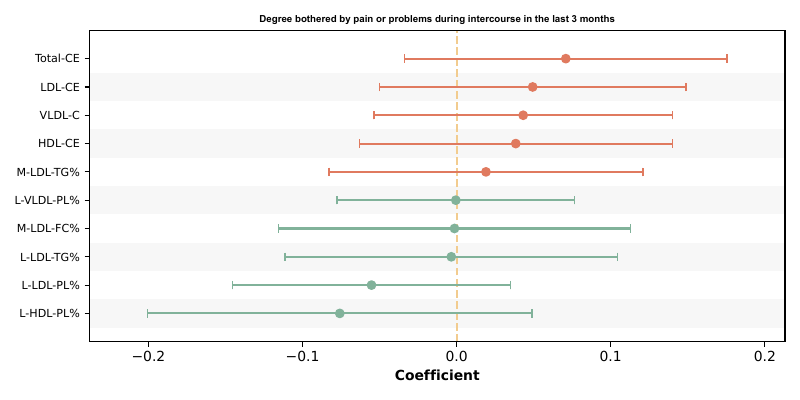 Degree bothered by pain or problems during intercourse in the last 3 months
Total-CE
LDL-CE
VLDL-C
HDL-CE
M-LDL-TG%
L-VLDL-PL%
M-LDL-FC%
L-LDL-TG%
L-LDL-PL%
L-HDL-PL%
−0.2 −0.1 0.0 0.1 0.2
Coefficient